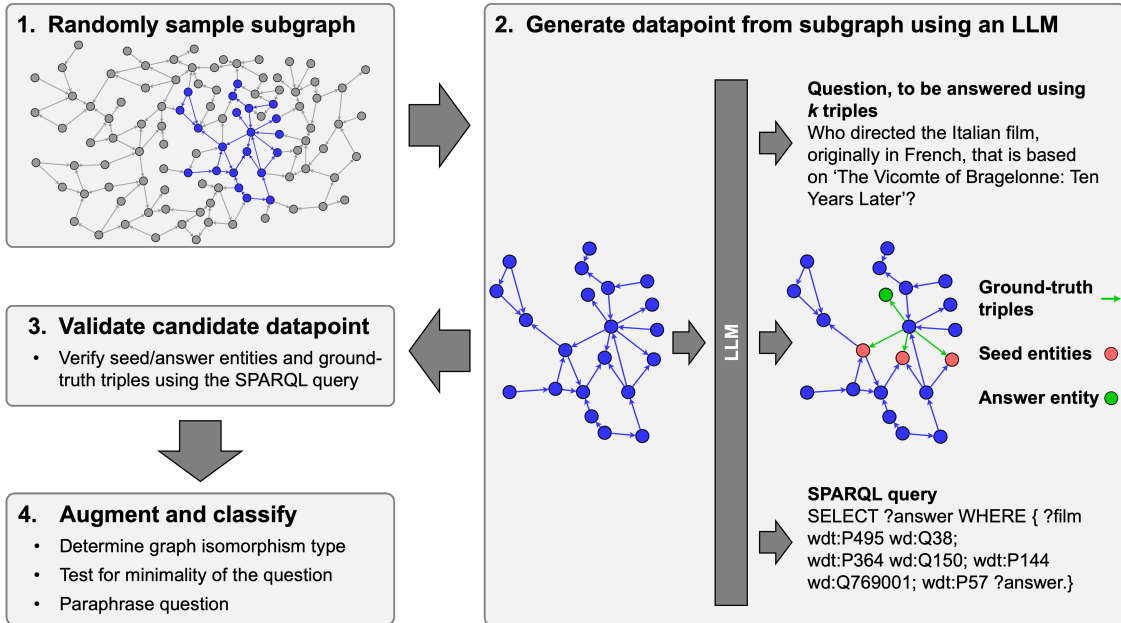 1. Randomly sample subgraph
2. Generate datapoint from subgraph using an LLM
Question, to be answered using
k triples
Who directed the Italian film,
originally in French, that is based
on ‘The Vicomte of Bragelonne: Ten
Years Later’?
LLM
Ground-truth
triples
Seed entities
Answer entity
SPARQL query
SELECT ?answer WHERE { ?film
wdt:P495 wd:Q38;
wdt:P364 wd:Q150; wdt:P144
wd:Q769001; wdt:P57 ?answer.}
3. Validate candidate datapoint
• Verify seed/answer entities and ground-
truth triples using the SPARQL query
4. Augment and classify
• Determine graph isomorphism type
• Test for minimality of the question
• Paraphrase question